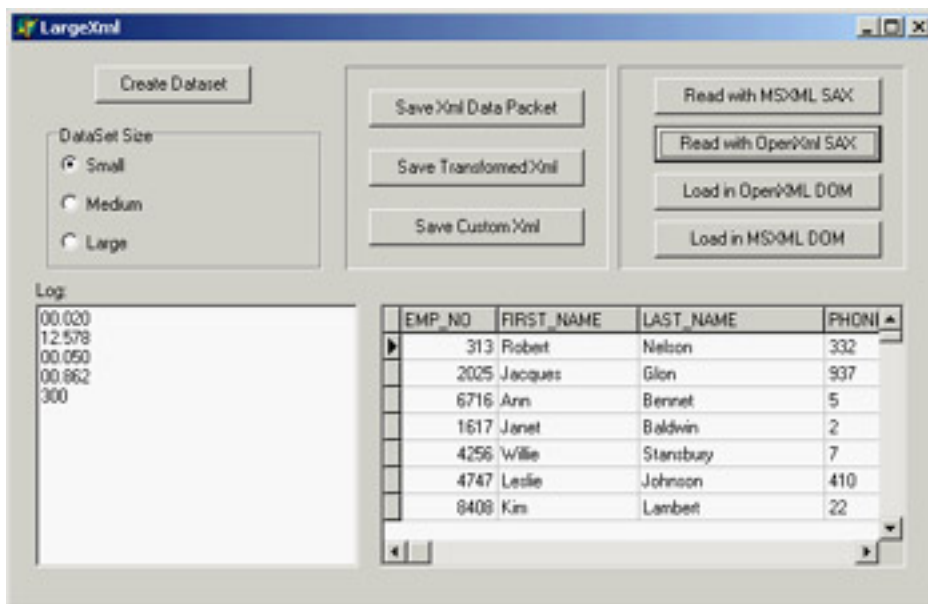 LargeXml
Create Dataset
DataSet Size
Small
Medium
Large
Save Xml Data Packet
Save Transformed Xml
Save Custom Xml
Read with MSXML SAX
Read with OpenXml SAX
Load in OpenXML DOM
Load in MSXML DOM
Log:
00.020
12.578
00.050
00.862
300
EMP_NO FIRST_NAME LAST_NAME PHONE
313 Robert Nelson 332
2025 Jacques Glon 937
6716 Ann Bennet 5
1617 Janet Baldwin 2
4256 Willie Stansbury 7
4747 Leslie Johnson 410
8408 Kim Lambert 22